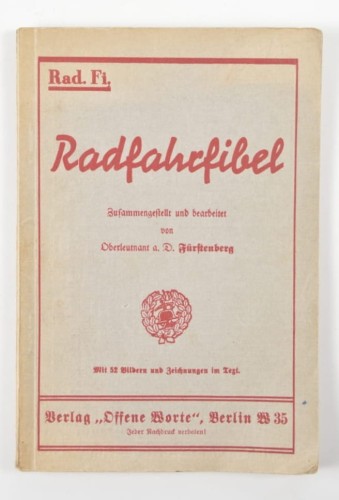 Rad. Fi.
Radfahrfibel
Zusammengestellt und bearbeitet
von
Oberleutnant a. D. Fürstenberg
Mit 52 Bildern und Zeichnungen im Text.
Verlag „Offene Worte“, Berlin W 35
Jeder Nachdruck verboten!